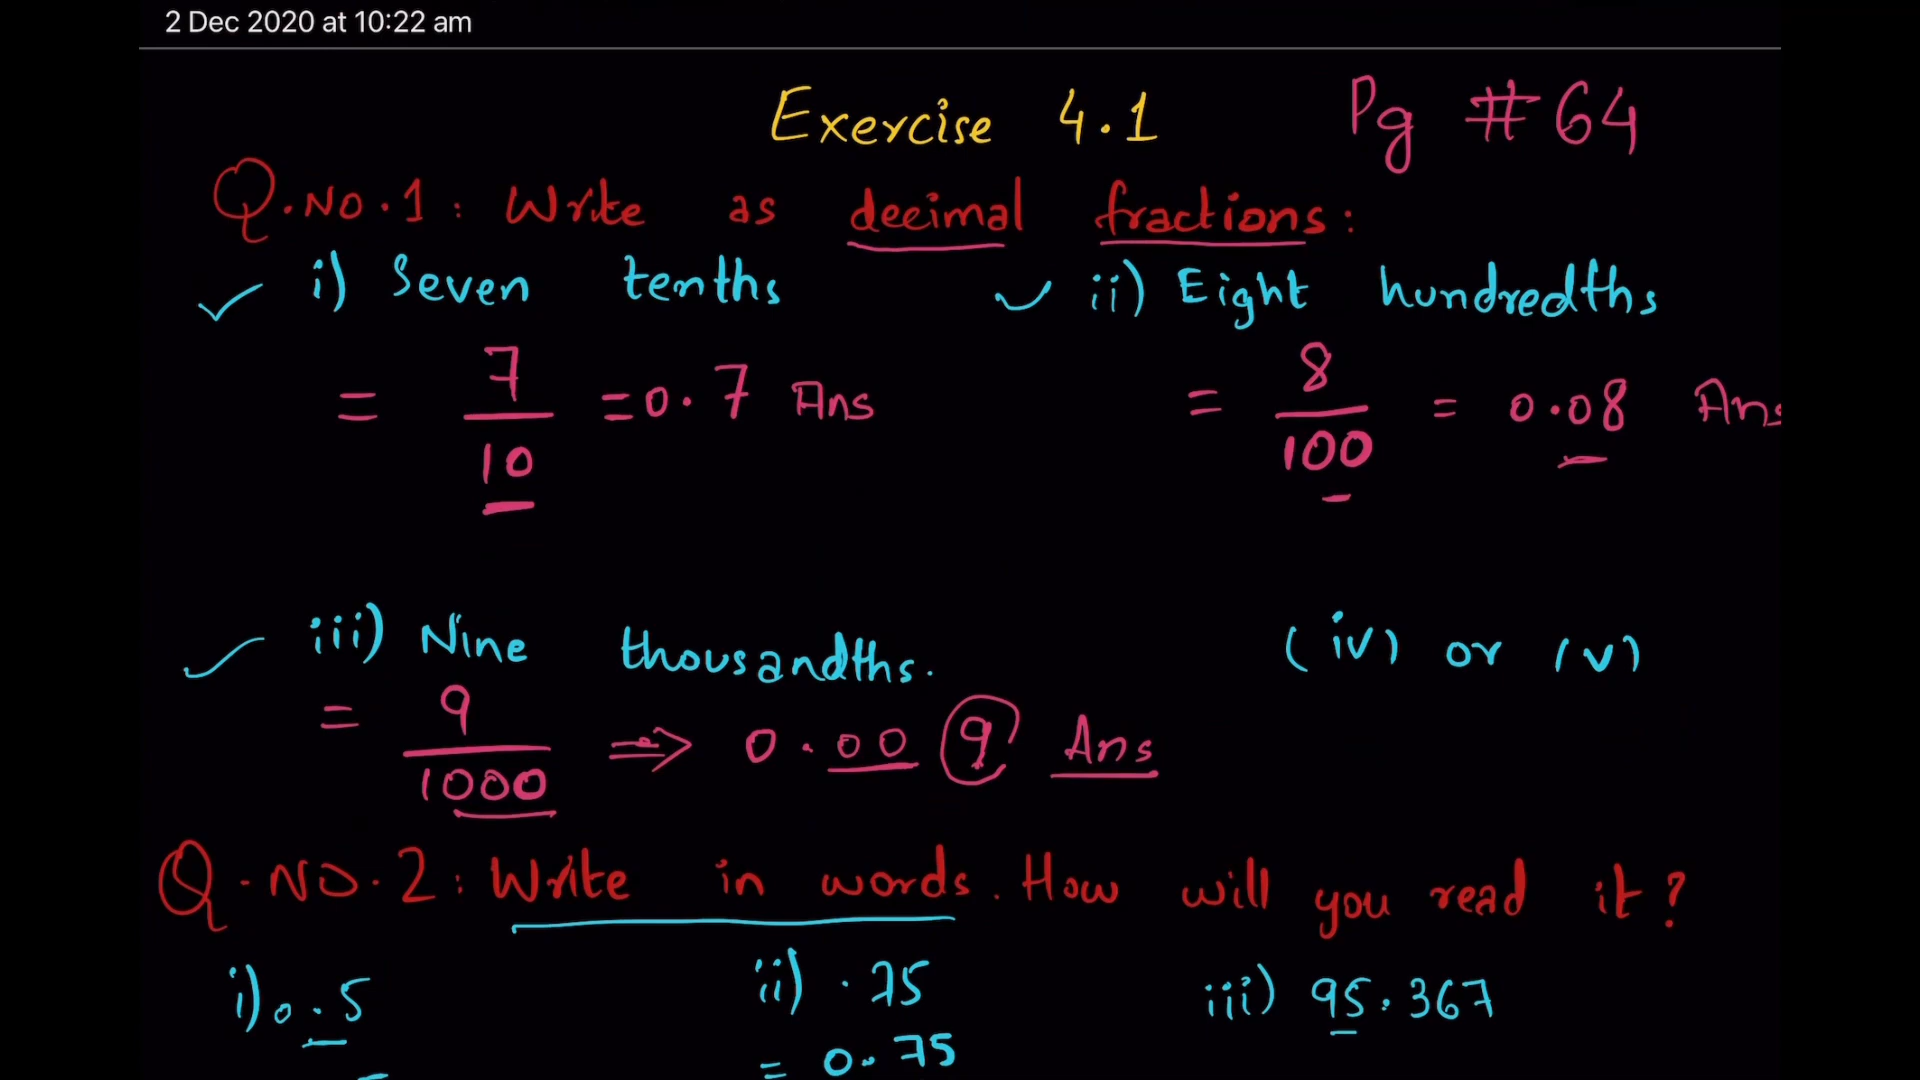 2 Dec 2020 at 10:22 am
Exercise 4.1 Pg # 64
Q.NO.1: Write as decimal fractions:
i) Seven tenths ii) Eight hundredths
= 7/10 = 0.7 Ans = 8/100 = 0.08 Ans
iii) Nine thousandths. (iv) or (v)
= 9/1000 ⇒ 0.009 Ans
Q.NO.2: Write in words. How will you read it?
i) 0.5 ii) .75 iii) 95.367
= 0.75